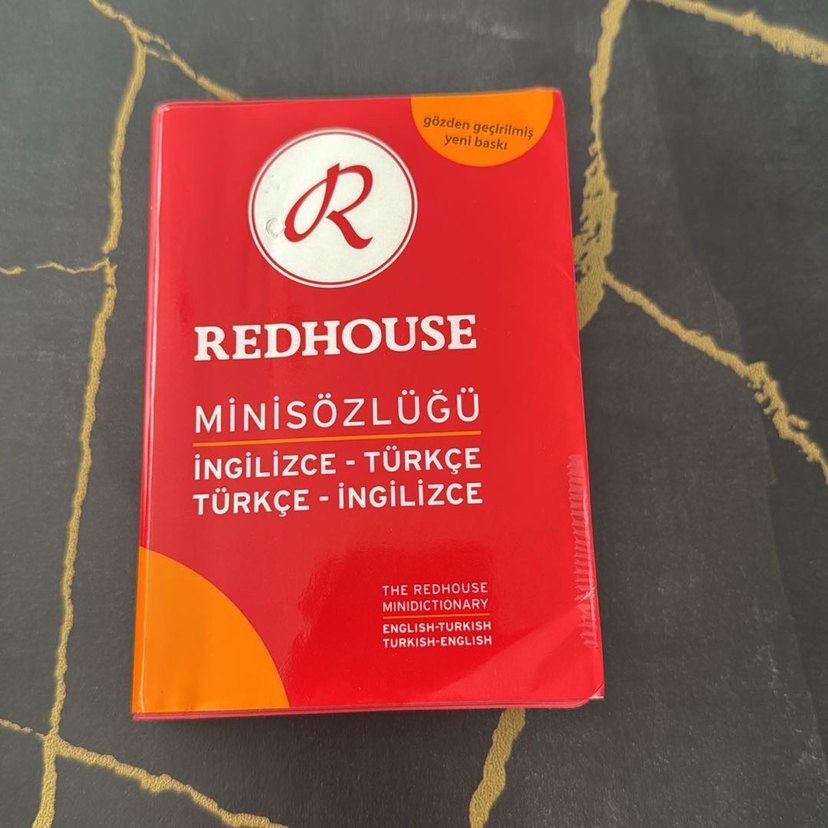 gözden geçirilmiş
yeni baskı
R
REDHOUSE
MİNİSÖZLÜĞÜ
İNGİLİZCE - TÜRKÇE
TÜRKÇE - İNGİLİZCE
THE REDHOUSE
MINIDICTIONARY
ENGLISH-TURKISH
TURKISH-ENGLISH